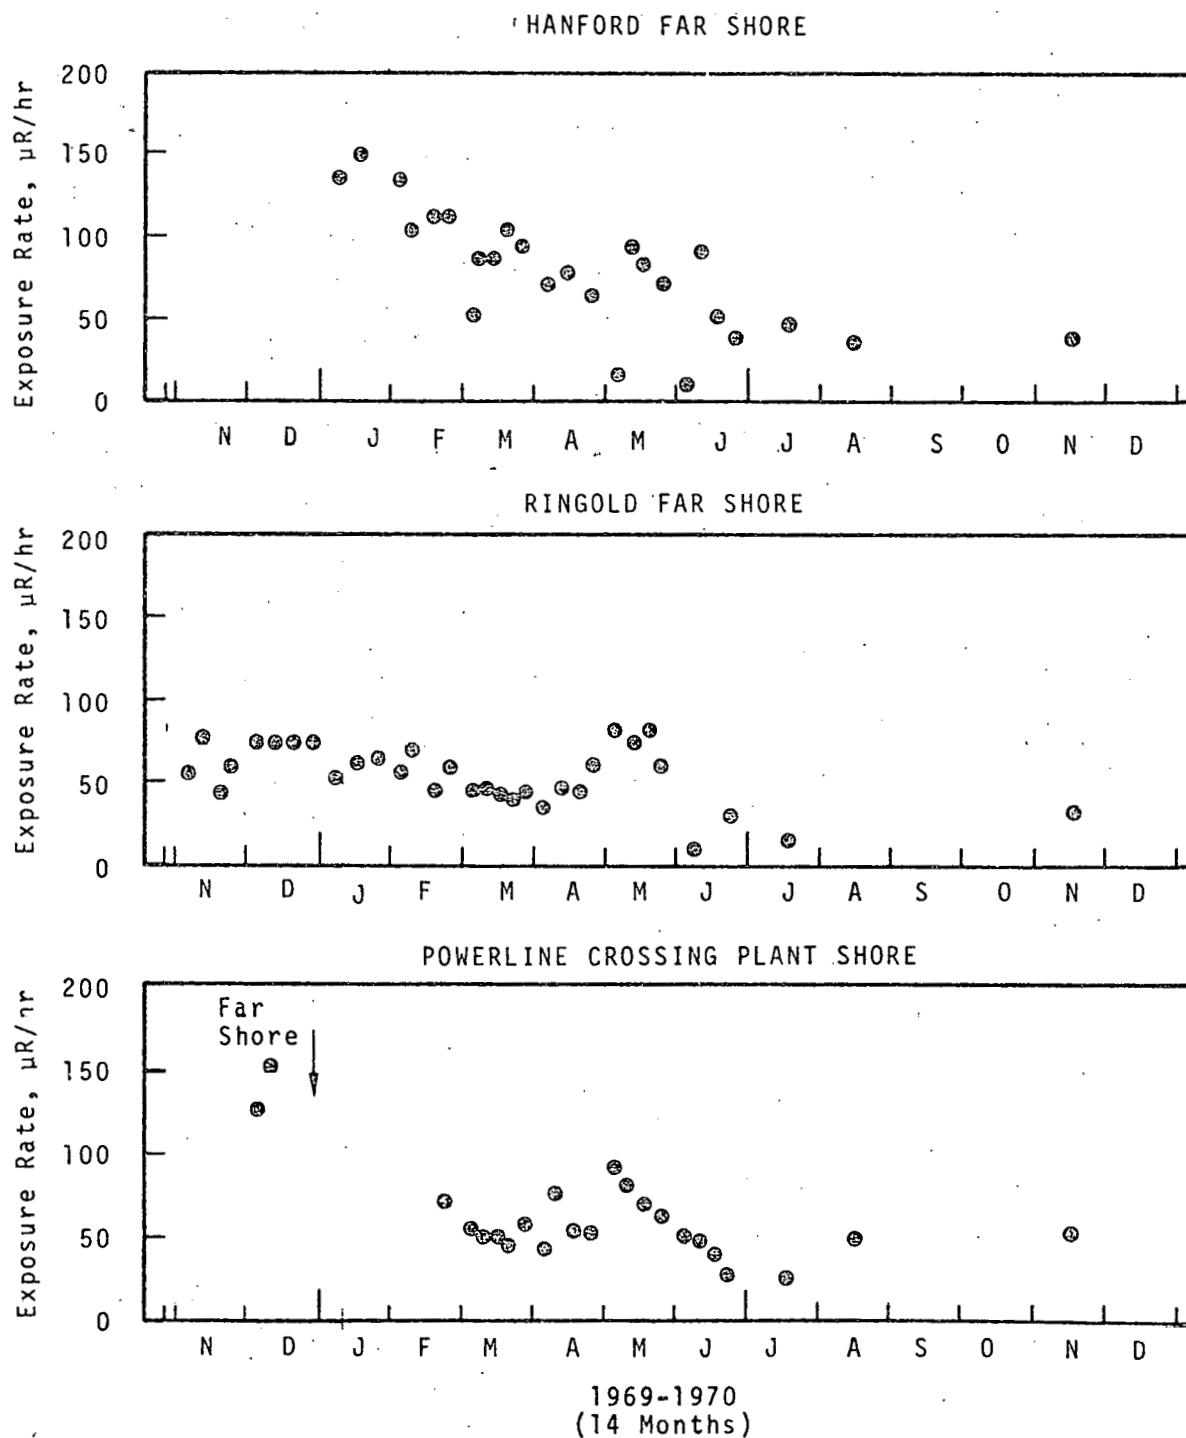 HANFORD FAR SHORE
Exposure Rate, μR/hr
200
150
100
50
0
N D J F M A M J J A S O N D
RINGOLD FAR SHORE
Exposure Rate, μR/hr
200
150
100
50
0
N D J F M A M J J A S O N D
POWERLINE CROSSING PLANT SHORE
Exposure Rate, μR/hr
200
150
100
50
0
Far
Shore
N D J F M A M J J A S O N D
1969-1970
(14 Months)